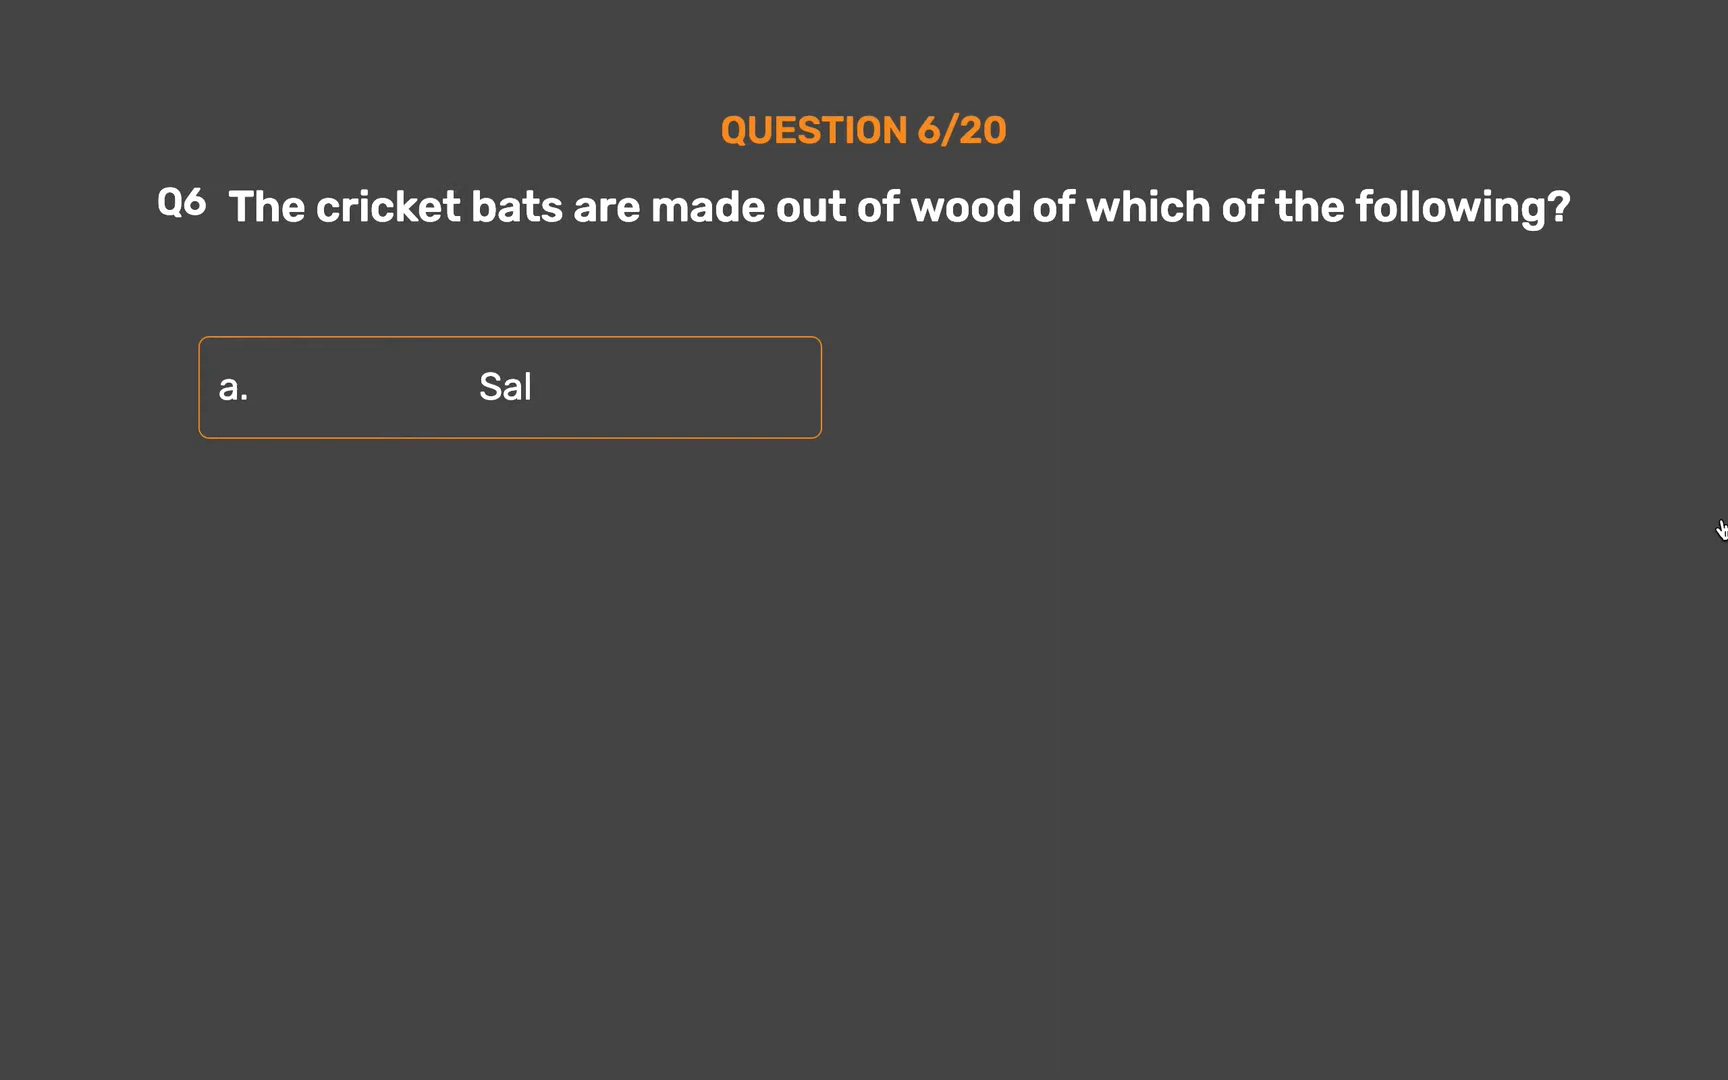 QUESTION 6/20
Q6 The cricket bats are made out of wood of which of the following?
a. Sal